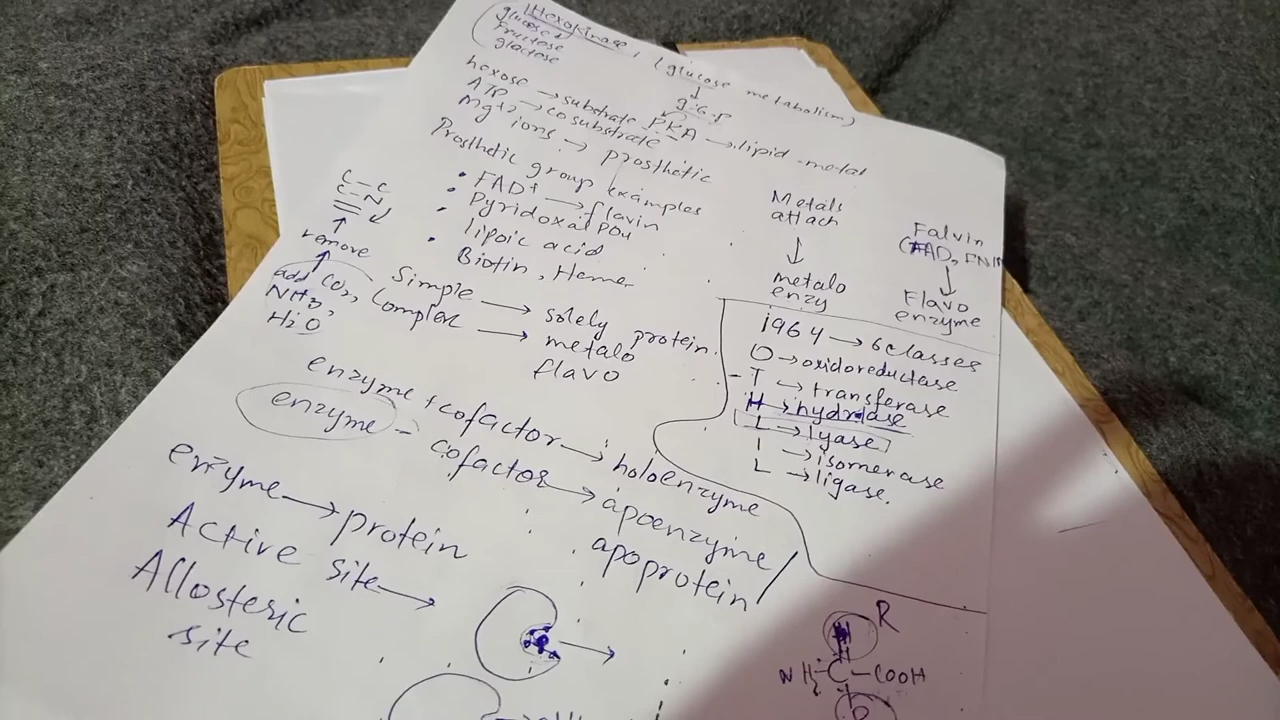 Hexokinase, (glucose metabolism)
glucose
fructose
glactose
↓
g-6-P
hexose → substrate PKA → lipid metal
ATP → cosubstrate
Mg+2 ions → prosthetic
Prosthetic group examples
• FAD+ → flavin
• Pyridoxal PO4
• lipoic acid
• Biotin, Heme
Metals
attach
↓
metalo
enzy
Falvin
(FAD, FMN
↓
Flavo
enzyme
C-C
C-N
remove
add CO2,
NH3,
H2O
Simple → solely protein.
Complex → metalo
flavo
1964 → 6 classes
O → oxidoreductase
- T → transferase
H → hydrlase
L → lyase
I → isomerase
L → ligase.
enzyme + cofactor → holoenzyme
enzyme - cofactor → apoenzyme
apoprotein
enzyme → protein
Active site →
Allosteric
site
R
H
NH2-C-COOH
R